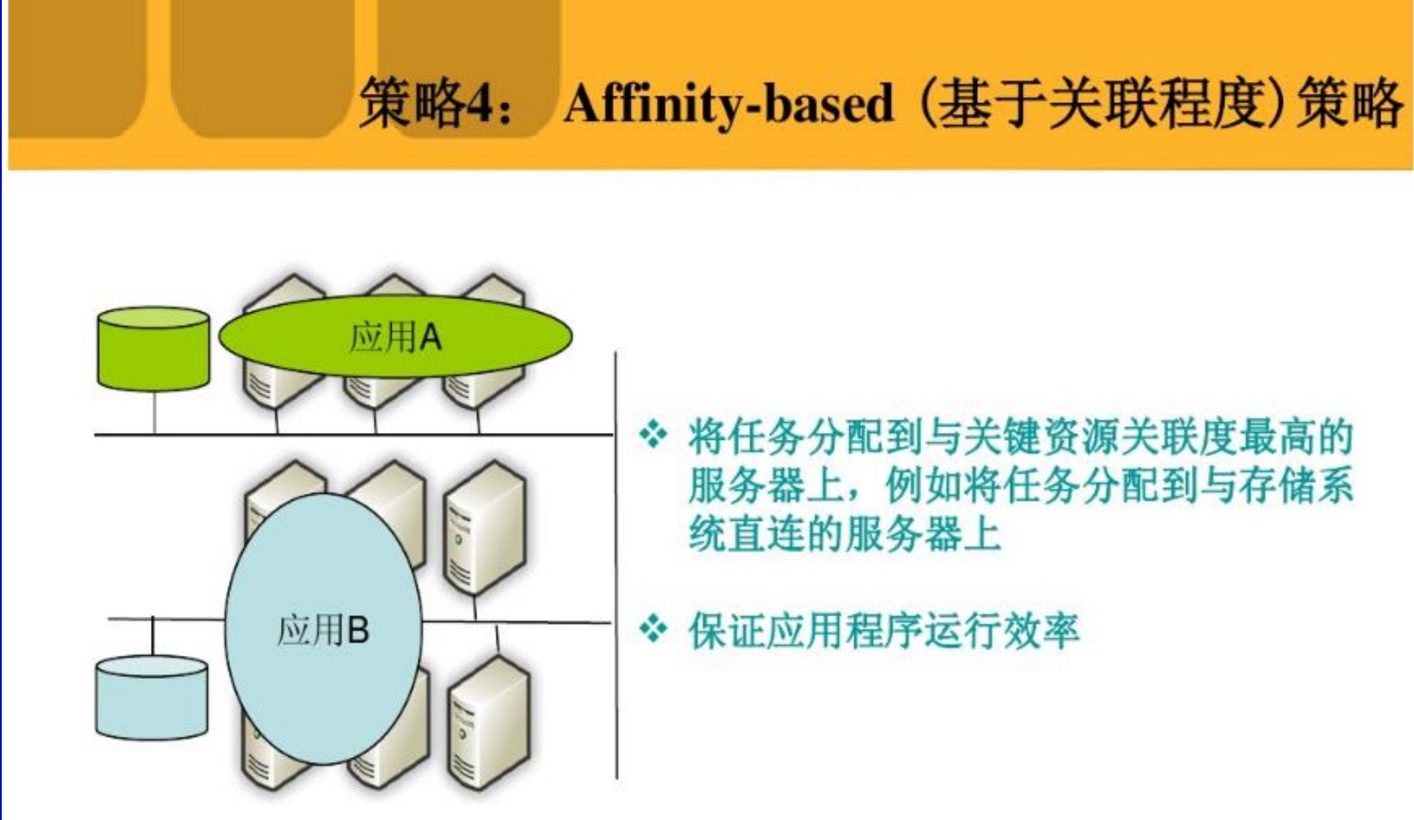 策略4： Affinity-based (基于关联程度)策略
应用A
将任务分配到与关键资源关联度最高的
服务器上，例如将任务分配到与存储系
统直连的服务器上
应用B
保证应用程序运行效率